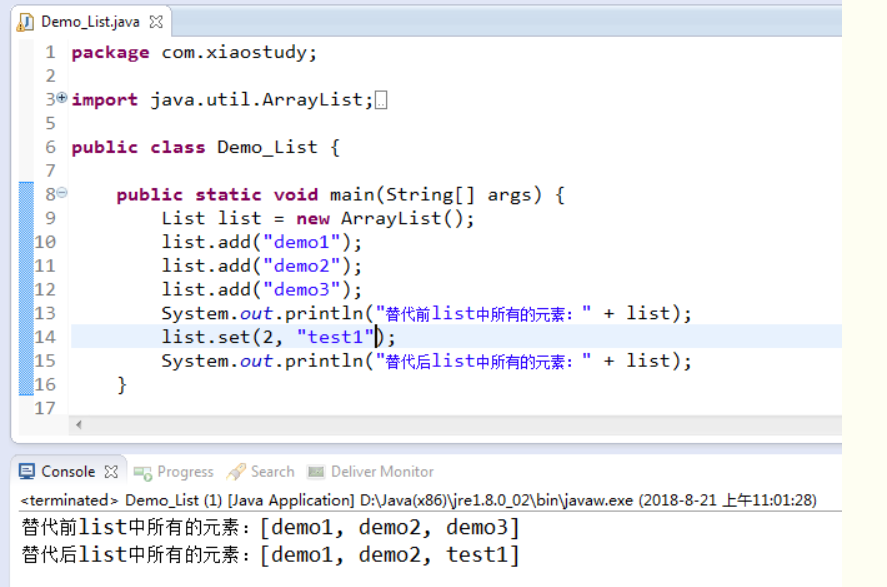 Demo_List.java
1 package com.xiaostudy;
2
3 import java.util.ArrayList;
5
6 public class Demo_List {
7
8 public static void main(String[] args) {
9 List list = new ArrayList();
10 list.add("demo1");
11 list.add("demo2");
12 list.add("demo3");
13 System.out.println("替代前list中所有的元素：" + list);
14 list.set(2, "test1");
15 System.out.println("替代后list中所有的元素：" + list);
16 }
17
Console Progress Search Deliver Monitor
<terminated> Demo_List (1) [Java Application] D:\Java(x86)\jre1.8.0_02\bin\javaw.exe (2018-8-21 上午11:01:28)
替代前list中所有的元素：[demo1, demo2, demo3]
替代后list中所有的元素：[demo1, demo2, test1]